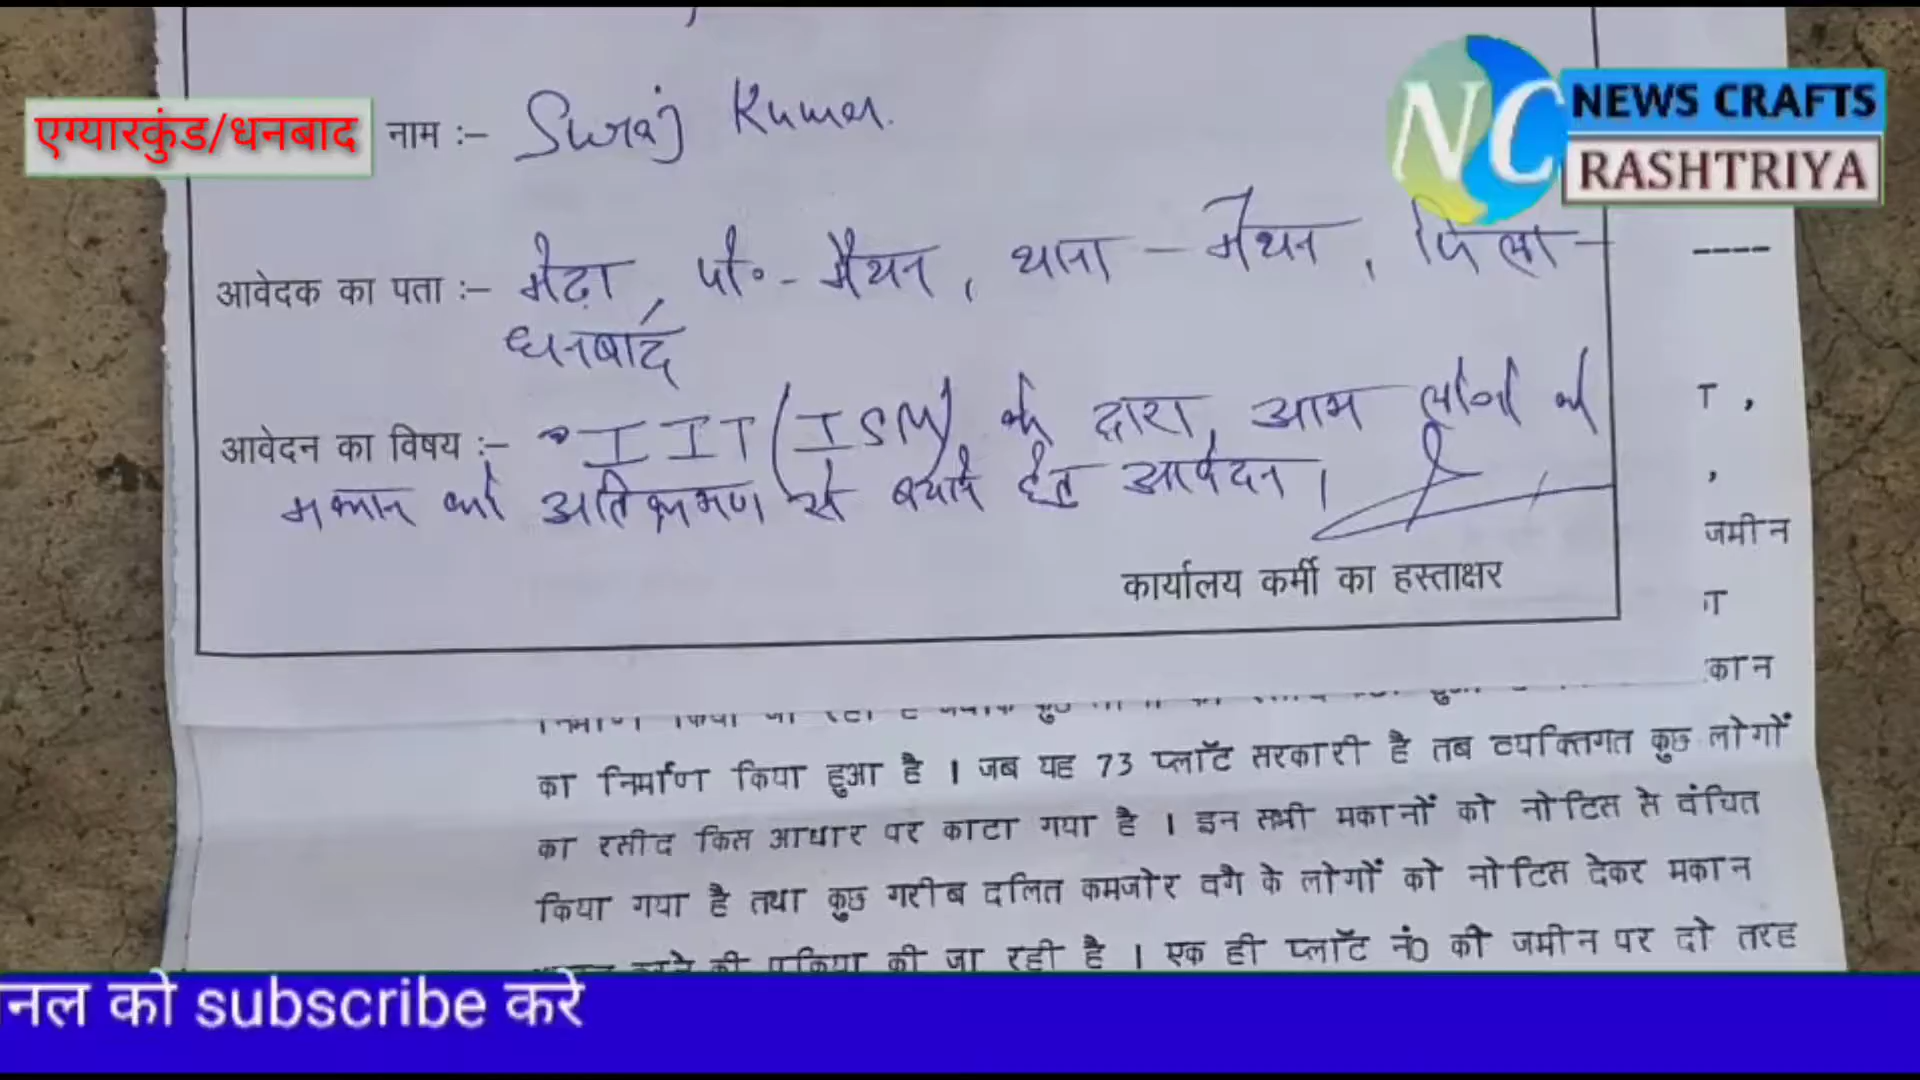 एग्यारकुंड/धनबाद
NC NEWS CRAFTS
RASHTRIYA
नाम :- Suraj Kumar.
आवेदक का पता :- मेढ़ा, पो॰- मैथन, थाना - मैथन, जिला -
धनबाद
आवेदन का विषय :- IIT (ISM) के द्वारा, आम लोगों के
मकान को अतिक्रमण से बचाने हेतु आवेदन।
कार्यालय कर्मी का हस्ताक्षर
जमीन
कान
का निर्माण किया हुआ है । जब यह 73 प्लॉट सरकारी है तब व्यक्तिगत कुछ लोगों
का रसीद किस आधार पर काटा गया है । इन सभी मकानों को नोटिस से वंचित
किया गया है तथा कुछ गरीब दलित कमजोर वर्ग के लोगों को नोटिस देकर मकान
की जा रही है । एक ही प्लॉट नं0 की जमीन पर दो तरह
नल को subscribe करे